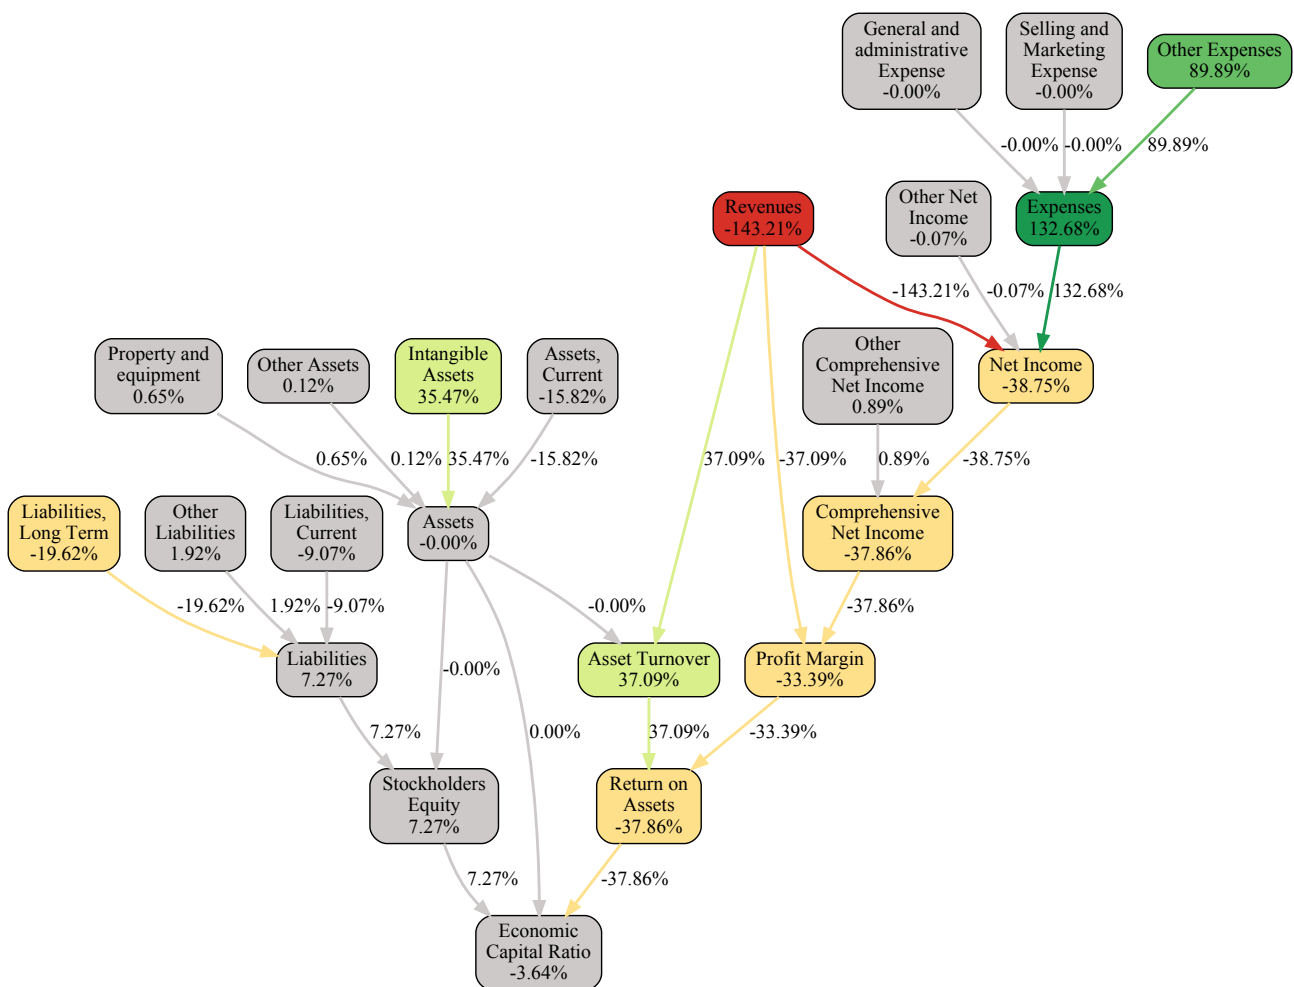 General and
administrative
Expense
-0.00%
Selling and
Marketing
Expense
-0.00%
Other Expenses
89.89%
-0.00%
-0.00%
89.89%
Revenues
-143.21%
Other Net
Income
-0.07%
Expenses
132.68%
-143.21%
-0.07%
132.68%
Property and
equipment
0.65%
Other Assets
0.12%
Intangible
Assets
35.47%
Assets,
Current
-15.82%
Other
Comprehensive
Net Income
0.89%
Net Income
-38.75%
0.65%
0.12%
35.47%
-15.82%
37.09%
-37.09%
0.89%
-38.75%
Liabilities,
Long Term
-19.62%
Other
Liabilities
1.92%
Liabilities,
Current
-9.07%
Assets
-0.00%
Comprehensive
Net Income
-37.86%
-19.62%
1.92%
-9.07%
-0.00%
-37.86%
Liabilities
7.27%
-0.00%
Asset Turnover
37.09%
Profit Margin
-33.39%
7.27%
0.00%
37.09%
-33.39%
Stockholders
Equity
7.27%
Return on
Assets
-37.86%
7.27%
-37.86%
Economic
Capital Ratio
-3.64%